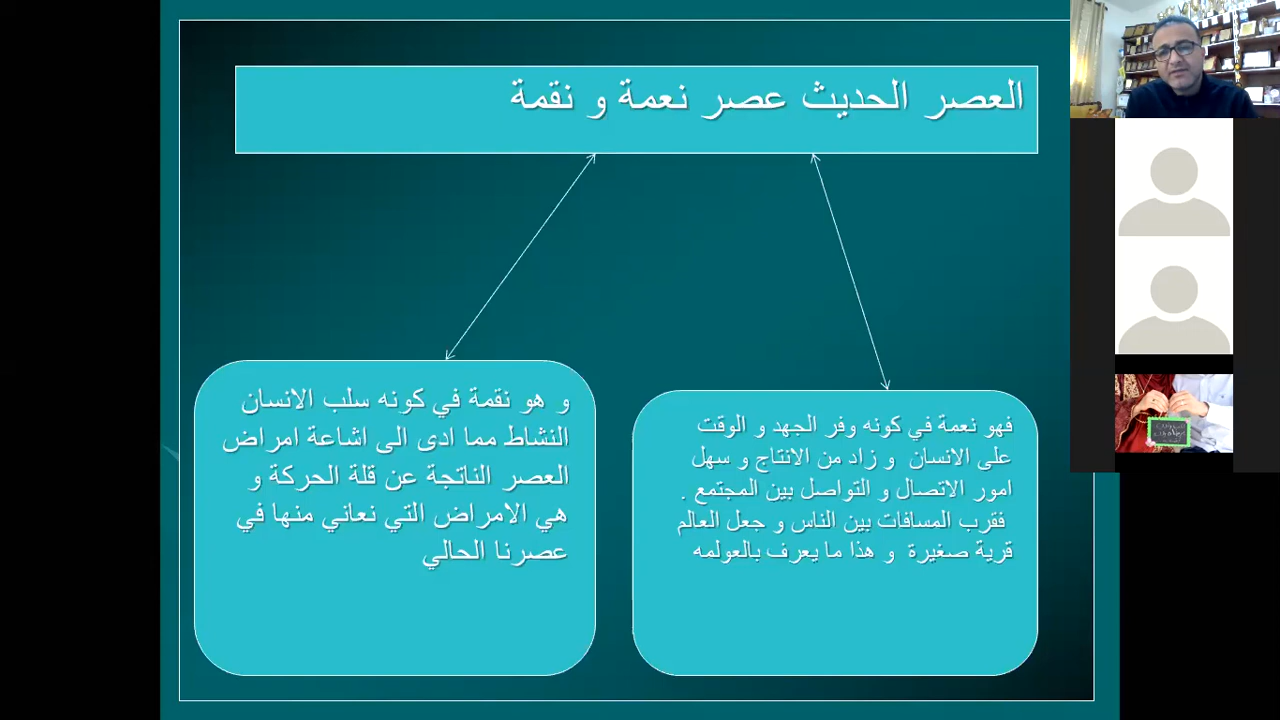 العصر الحديث عصر نعمة و نقمة
فهو نعمة في كونه وفر الجهد و الوقت
على الانسان و زاد من الانتاج و سهل
امور الاتصال و التواصل بين المجتمع .
فقرب المسافات بين الناس و جعل العالم
قرية صغيرة و هذا ما يعرف بالعولمه
و هو نقمة في كونه سلب الانسان
النشاط مما ادى الى اشاعة امراض
العصر الناتجة عن قلة الحركة و
هي الامراض التي نعاني منها في
عصرنا الحالي